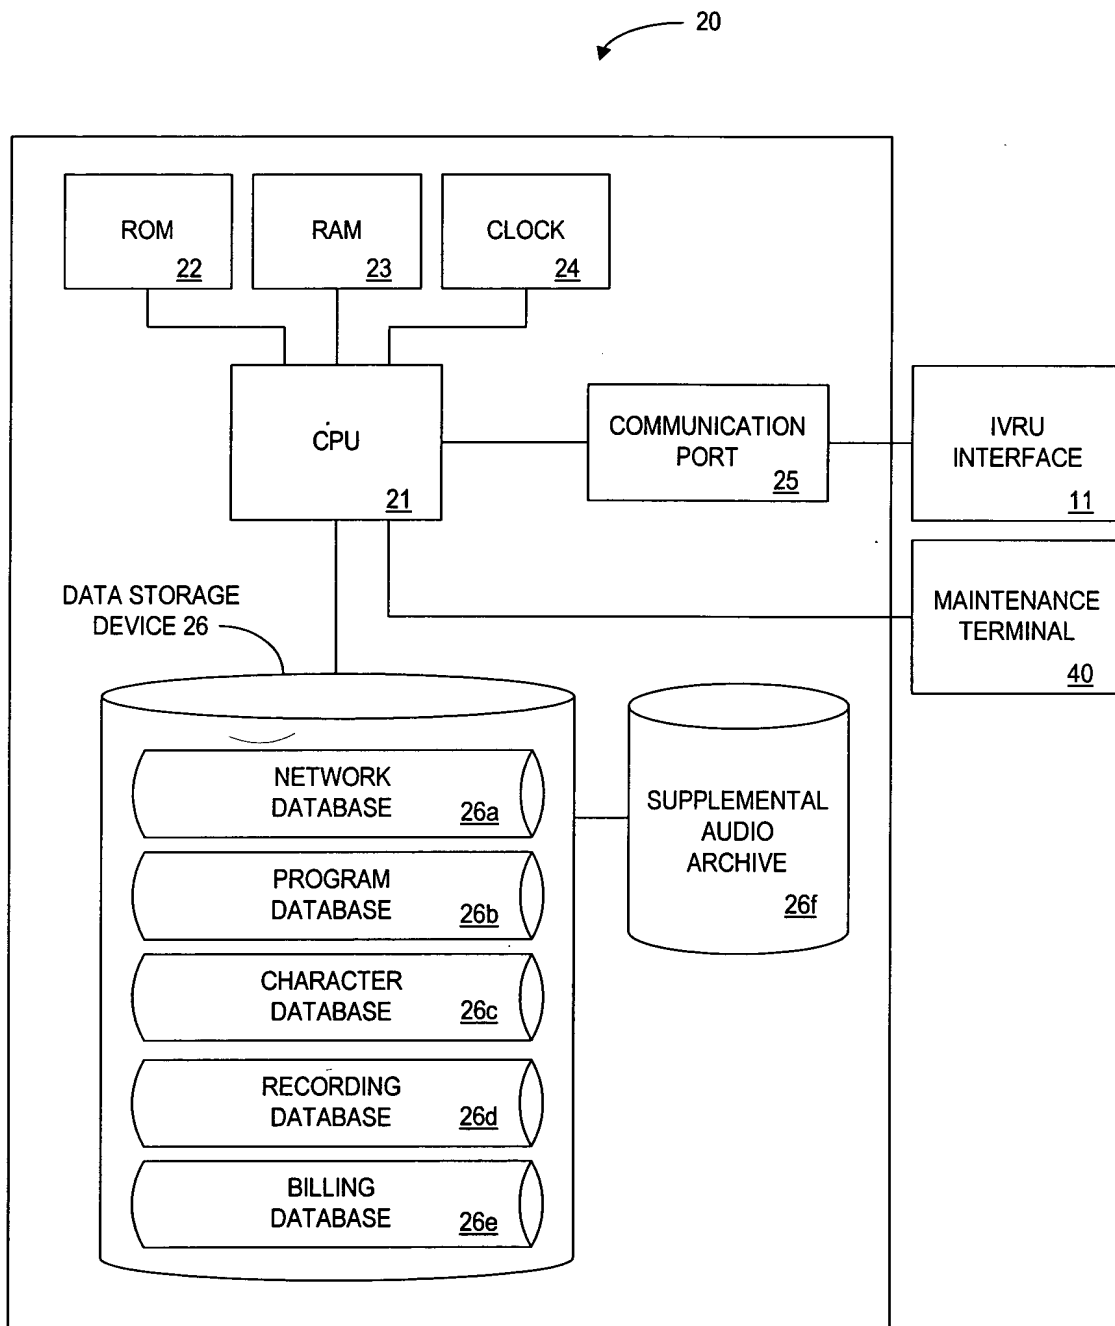 20
ROM
22
RAM
23
CLOCK
24
CPU
21
COMMUNICATION
PORT
25
IVRU
INTERFACE
11
MAINTENANCE
TERMINAL
40
DATA STORAGE
DEVICE 26
NETWORK
DATABASE
26a
PROGRAM
DATABASE
26b
CHARACTER
DATABASE
26c
RECORDING
DATABASE
26d
BILLING
DATABASE
26e
SUPPLEMENTAL
AUDIO
ARCHIVE
26f